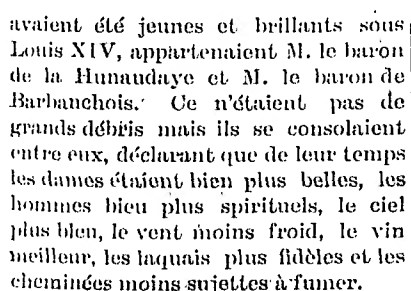 avaient été jeunes et brillants sous
Louis XIV, appartenaient M. le baron
de la Hunaudaye et M. le baron de
Barbanchois. Ce n'étaient pas de
grands débris mais ils se consolaient
entre eux, déclarant que de leur temps
les dames étaient bien plus belles, les
hommes bien plus spirituels, le ciel
plus bleu, le vent moins froid, le vin
meilleur, les laquais plus fidèles et les
cheminées moins sujettes à fumer.